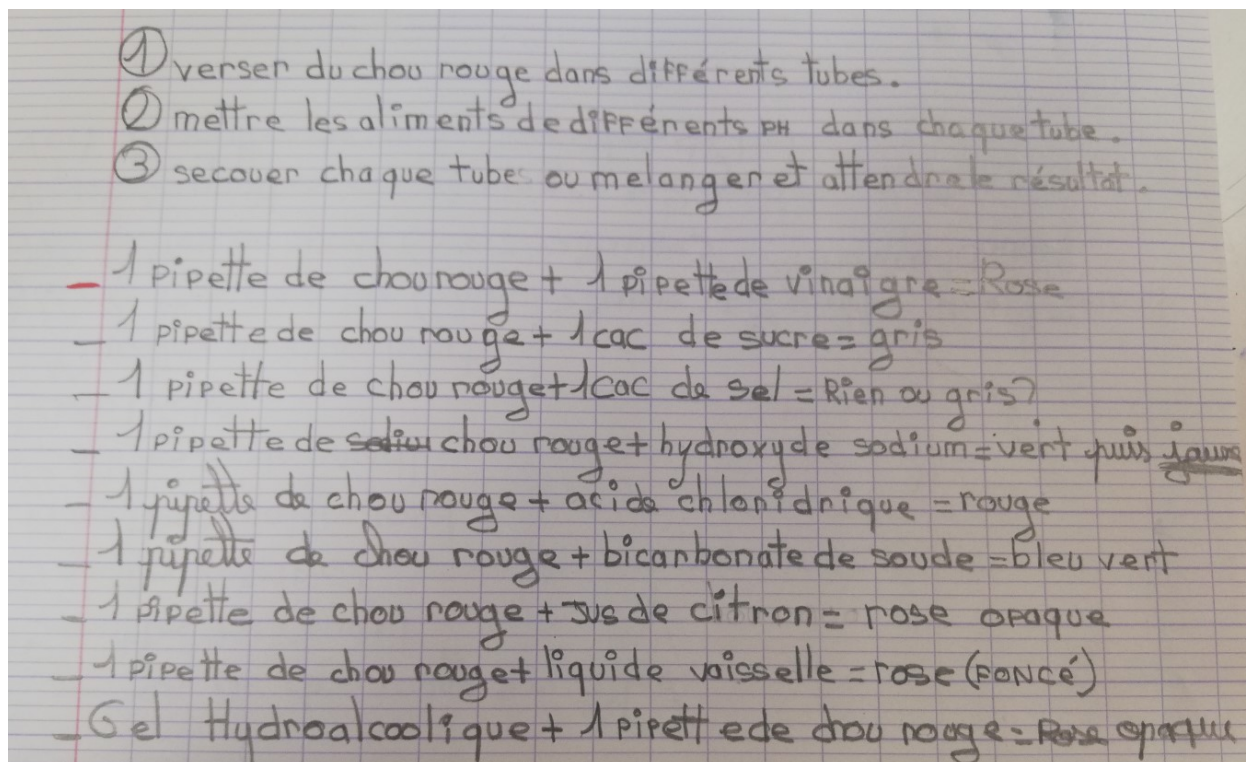 ① verser du chou rouge dans différents tubes.
② mettre les aliments de différents PH dans chaque tube.
③ secouer chaque tube ou melanger et attendre le résultat.
- 1 pipette de chou rouge + 1 pipette de vinaigre = Rose
- 1 pipette de chou rouge + 1 cac de sucre = gris
- 1 pipette de chou rouge + 1 cac de sel = Rien ou gris?
- 1 pipette de chou rouge + hydroxyde sodium = vert puis jaune
- 1 pipette de chou rouge + acide chloridrique = rouge
- 1 pipette de chou rouge + bicarbonate de soude = bleu vert
- 1 pipette de chou rouge + jus de citron = rose opaque
- 1 pipette de chou rouge + liquide vaisselle = rose (FONCÉ)
- Gel Hydroalcoolique + 1 pipette de chou rouge = Rose opaque